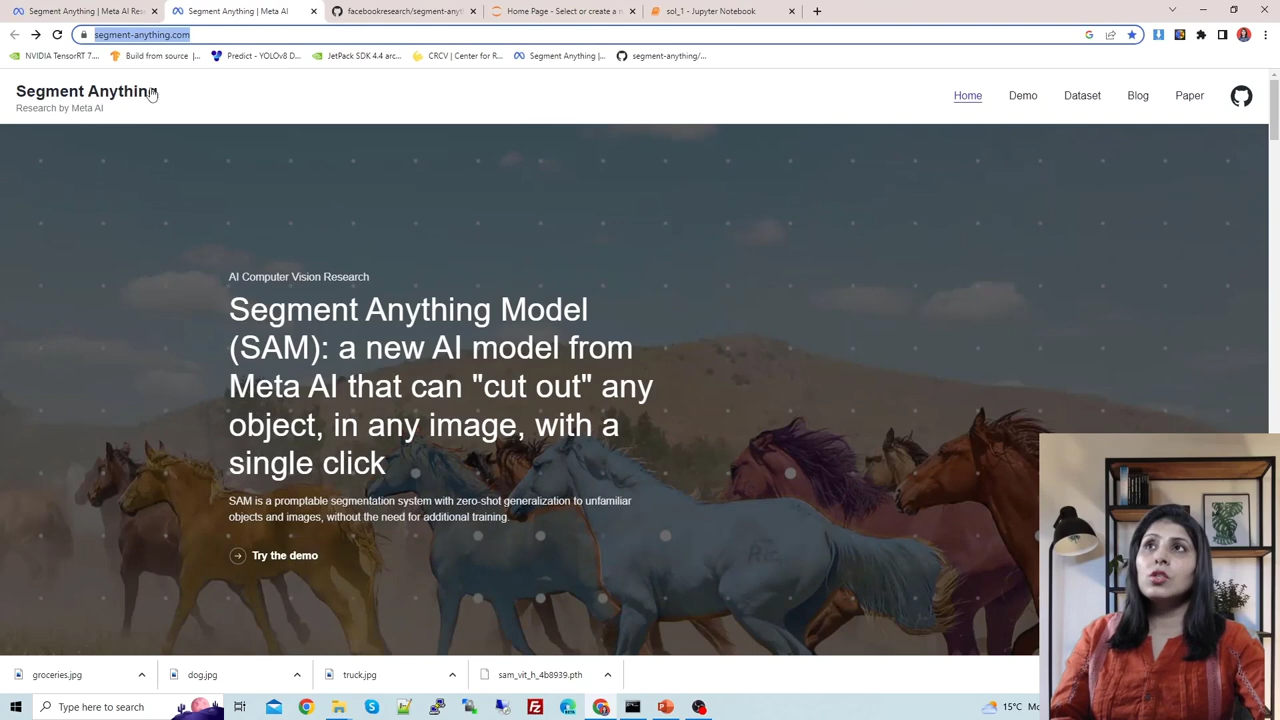 Segment Anything | Meta AI Res
Segment Anything | Meta AI
facebookresearch/segment-anyt
Home Page - Select or create a n
sol_1 - Jupyter Notebook
segment-anything.com
NVIDIA TensorRT 7....
Build from source |...
Predict - YOLOv8 D...
JetPack SDK 4.4 arc...
CRCV | Center for R...
Segment Anything |...
segment-anything/...
Segment Anything
Research by Meta AI
Home
Demo
Dataset
Blog
Paper
AI Computer Vision Research
Segment Anything Model
(SAM): a new AI model from
Meta AI that can "cut out" any
object, in any image, with a
single click
SAM is a promptable segmentation system with zero-shot generalization to unfamiliar
objects and images, without the need for additional training.
Try the demo
groceries.jpg
dog.jpg
truck.jpg
sam_vit_h_4b8939.pth
Type here to search
15°C Mo